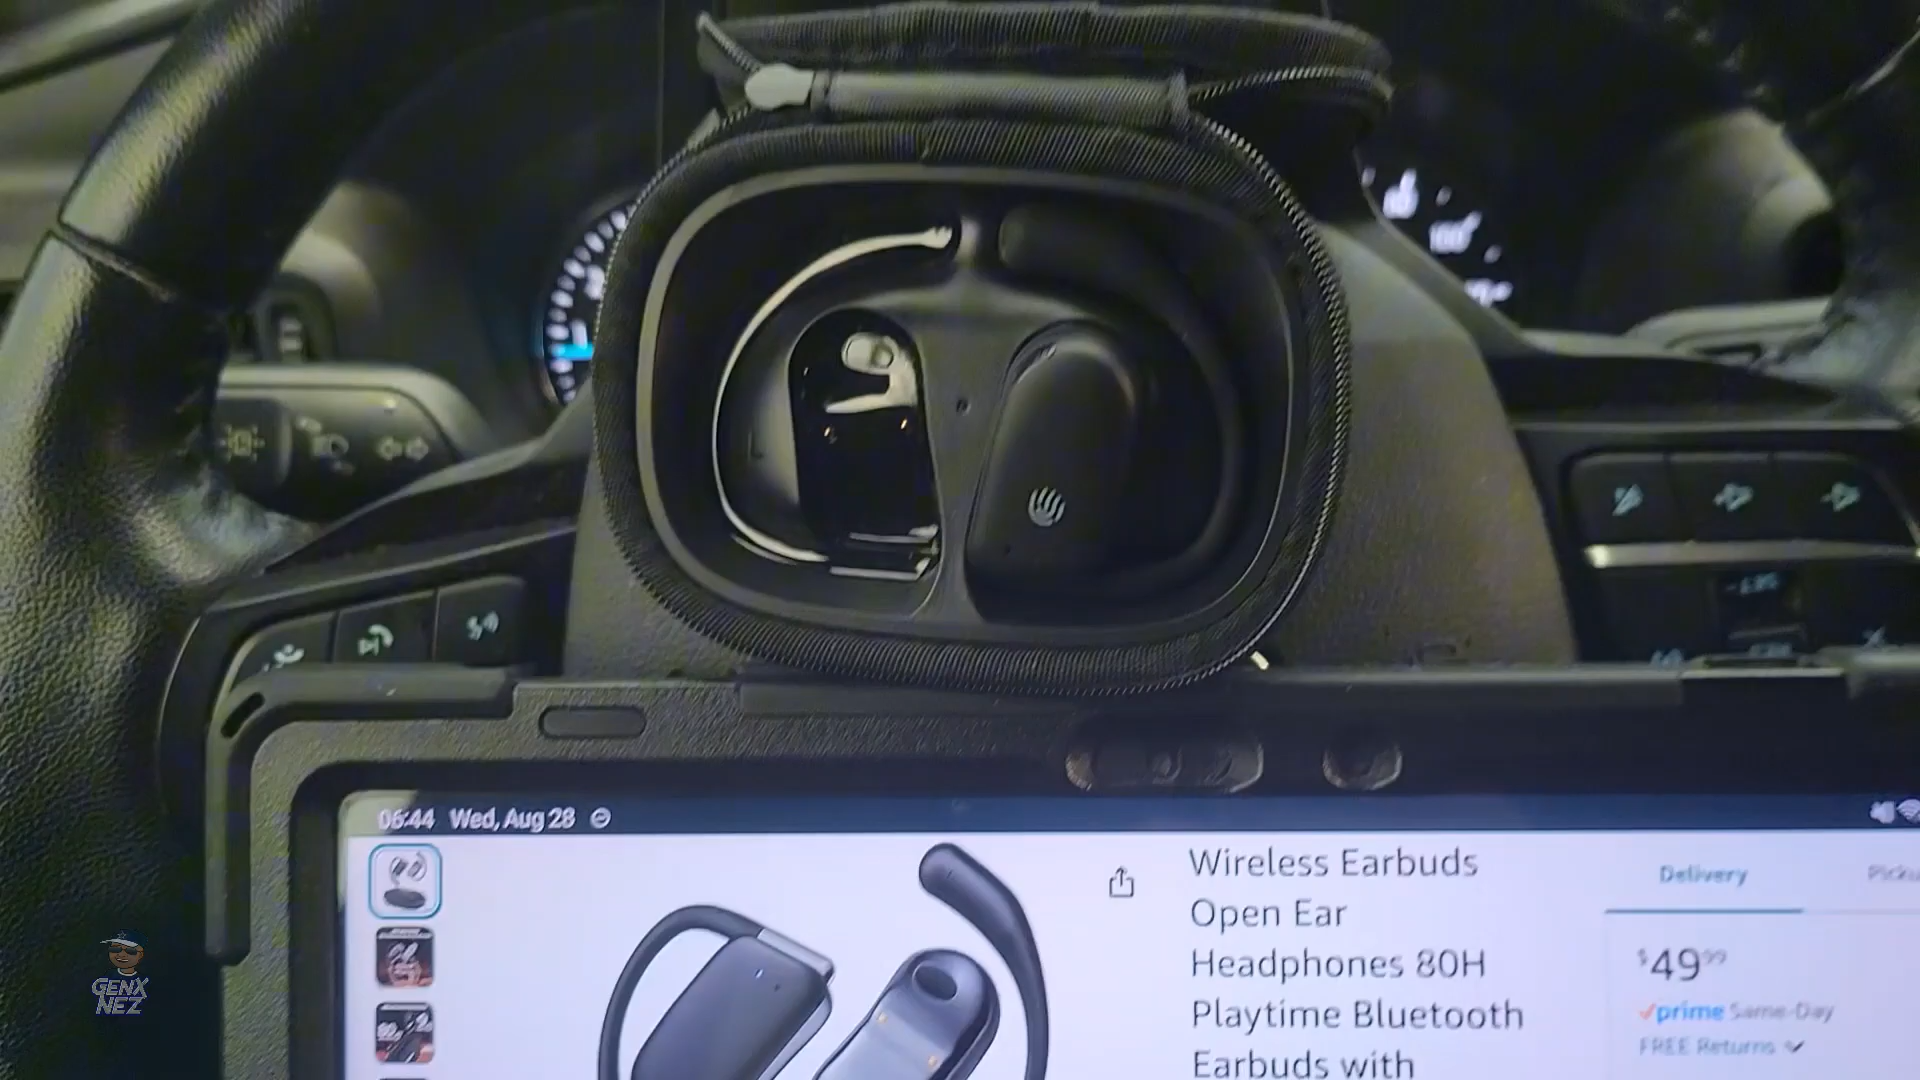 06:44 Wed, Aug 28
Wireless Earbuds
Open Ear
Headphones 80H
Playtime Bluetooth
Earbuds with
Delivery
$49.99
prime Same-Day
FREE Returns
GENX
NEZ